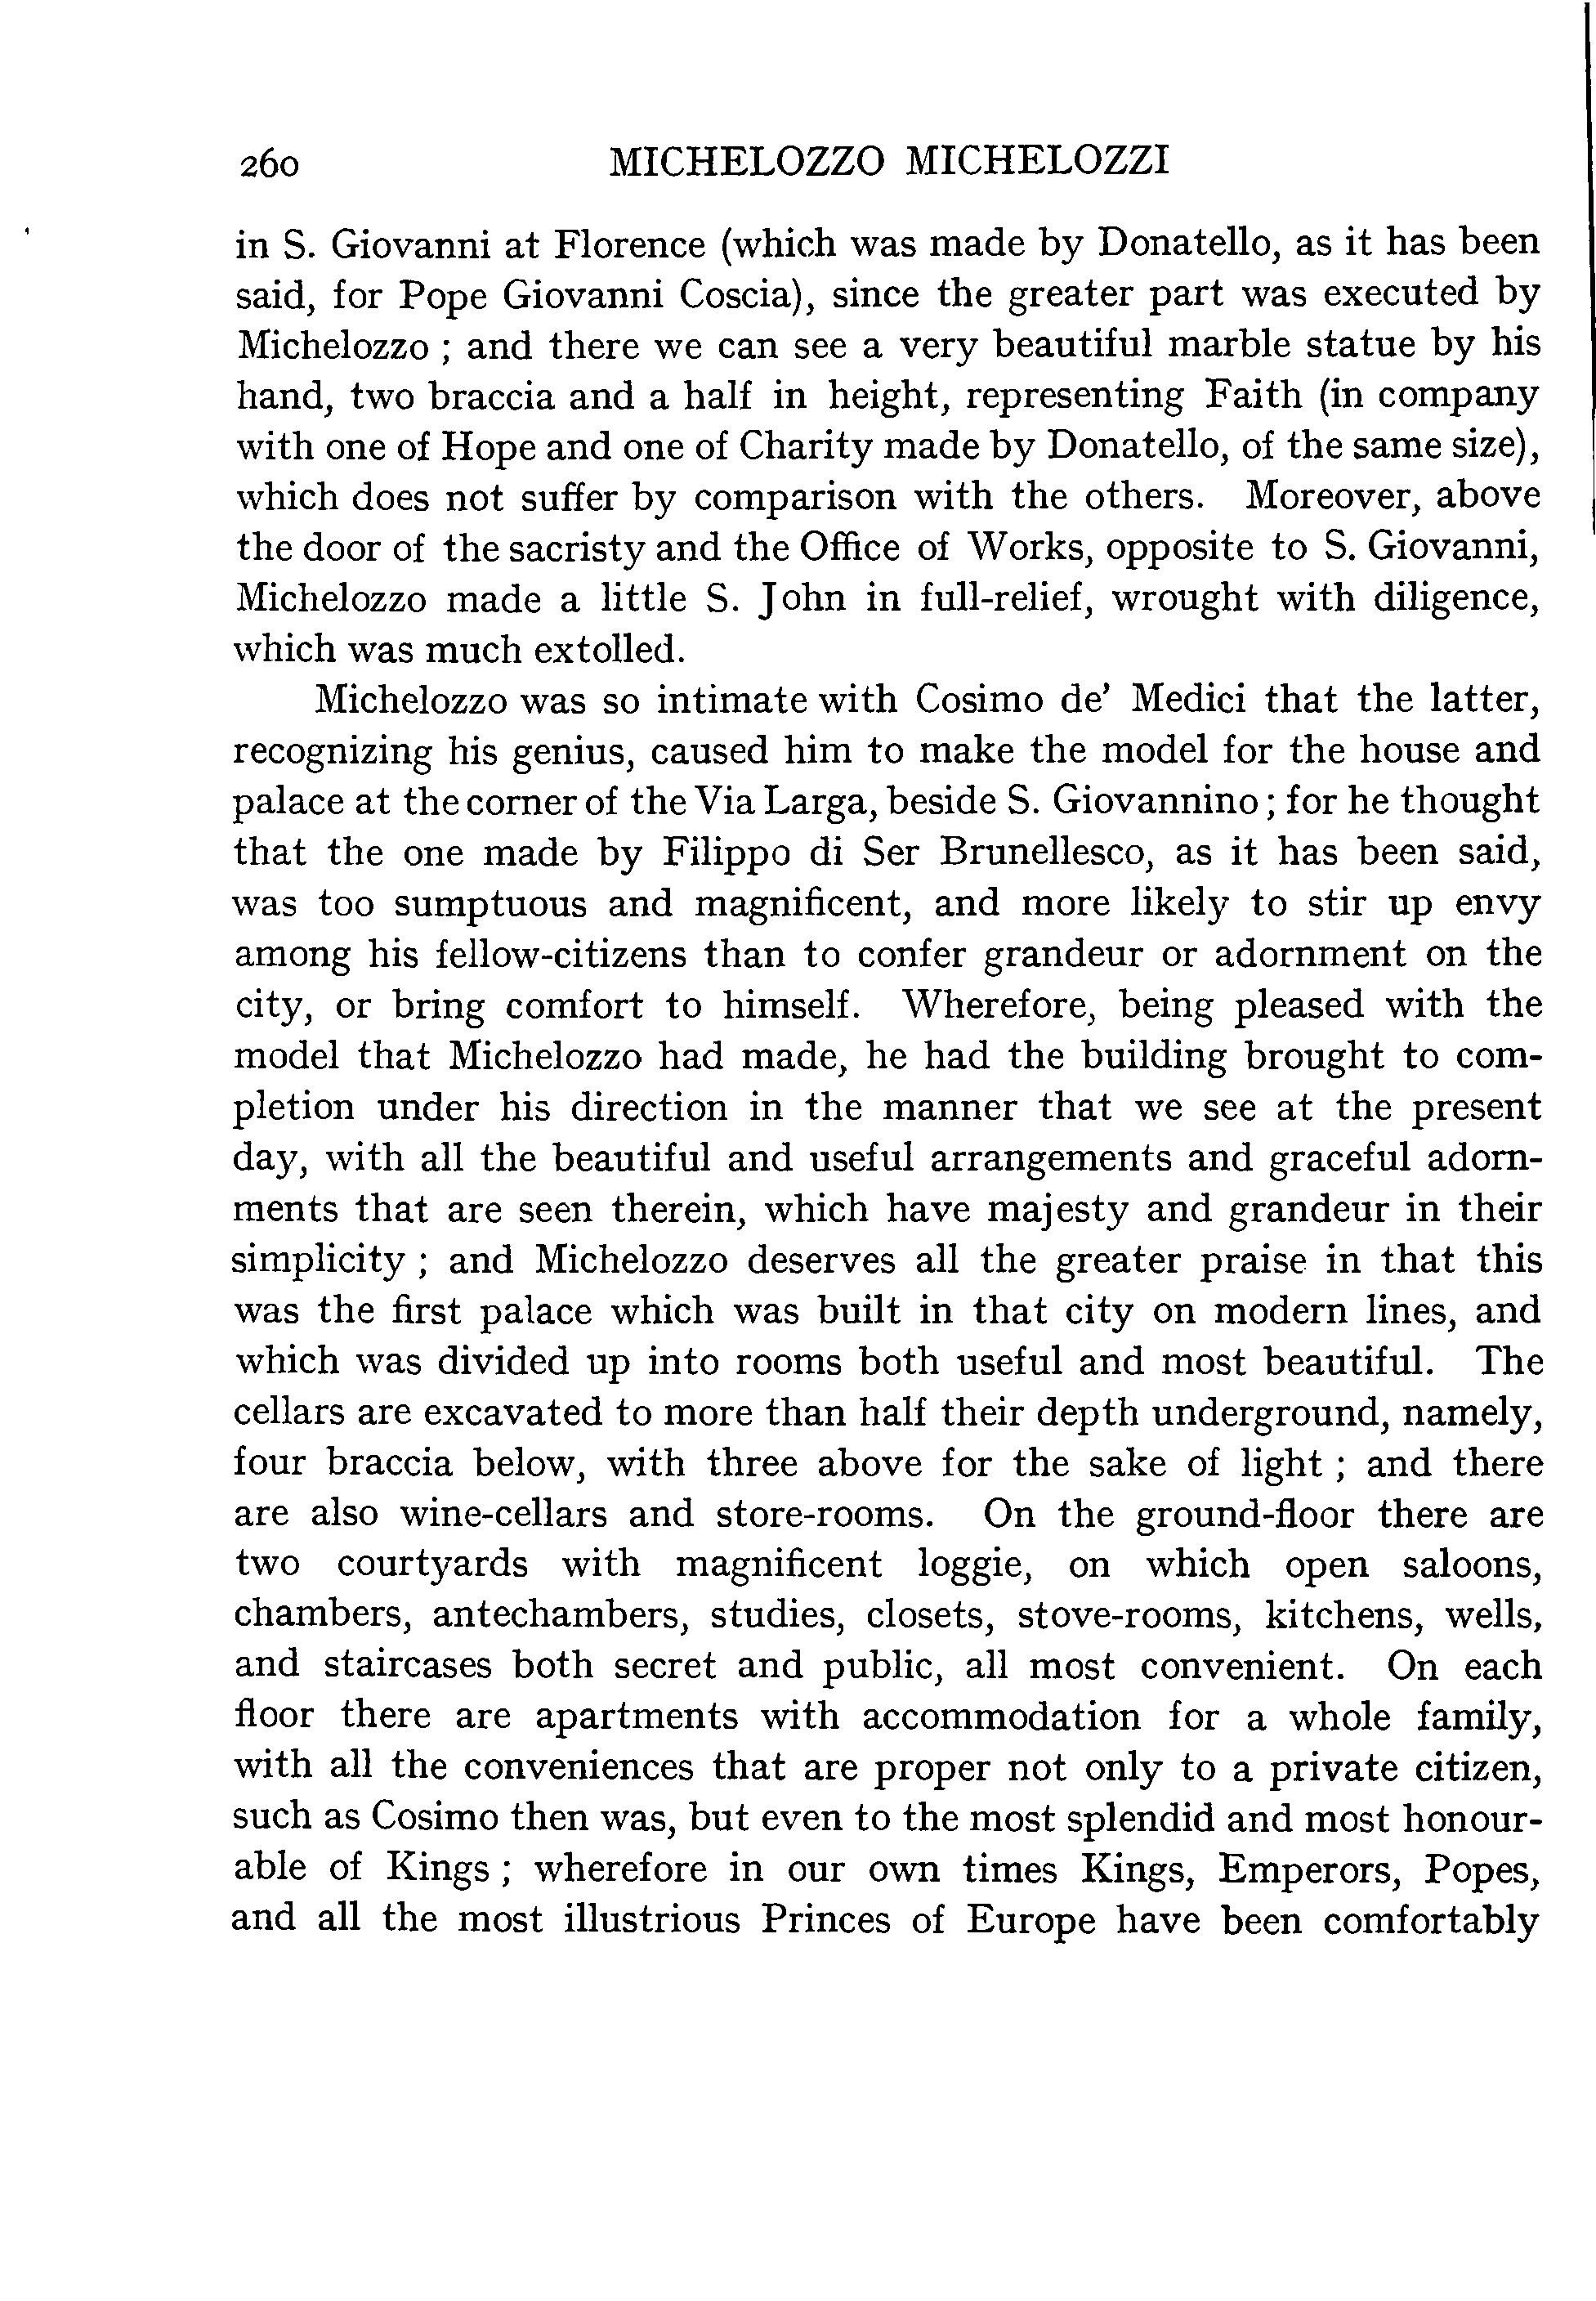 260 MICHELOZZO MICHELOZZI
in S. Giovanni at Florence (which was made by Donatello, as it has been
said, for Pope Giovanni Coscia), since the greater part was executed by
Michelozzo ; and there we can see a very beautiful marble statue by his
hand, two braccia and a half in height, representing Faith (in company
with one of Hope and one of Charity made by Donatello, of the same size),
which does not suffer by comparison with the others. Moreover, above
the door of the sacristy and the Office of Works, opposite to S. Giovanni,
Michelozzo made a little S. John in full-relief, wrought with diligence,
which was much extolled.
Michelozzo was so intimate with Cosimo de' Medici that the latter,
recognizing his genius, caused him to make the model for the house and
palace at the corner of the Via Larga, beside S. Giovannino ; for he thought
that the one made by Filippo di Ser Brunellesco, as it has been said,
was too sumptuous and magnificent, and more likely to stir up envy
among his fellow-citizens than to confer grandeur or adornment on the
city, or bring comfort to himself. Wherefore, being pleased with the
model that Michelozzo had made, he had the building brought to com-
pletion under his direction in the manner that we see at the present
day, with all the beautiful and useful arrangements and graceful adorn-
ments that are seen therein, which have majesty and grandeur in their
simplicity ; and Michelozzo deserves all the greater praise in that this
was the first palace which was built in that city on modern lines, and
which was divided up into rooms both useful and most beautiful. The
cellars are excavated to more than half their depth underground, namely,
four braccia below, with three above for the sake of light ; and there
are also wine-cellars and store-rooms. On the ground-floor there are
two courtyards with magnificent loggie, on which open saloons,
chambers, antechambers, studies, closets, stove-rooms, kitchens, wells,
and staircases both secret and public, all most convenient. On each
floor there are apartments with accommodation for a whole family,
with all the conveniences that are proper not only to a private citizen,
such as Cosimo then was, but even to the most splendid and most honour-
able of Kings ; wherefore in our own times Kings, Emperors, Popes,
and all the most illustrious Princes of Europe have been comfortably